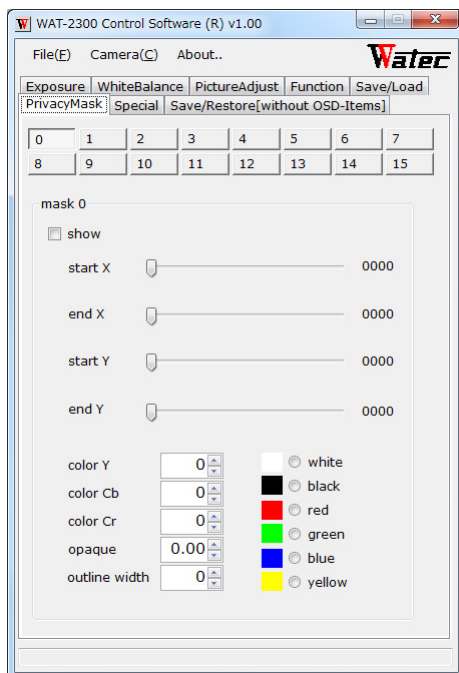 W WAT-2300 Control Software (R) v1.00
File(F) Camera(C) About.. Watec
Exposure WhiteBalance PictureAdjust Function Save/Load
PrivacyMask Special Save/Restore[without OSD-Items]
0 1 2 3 4 5 6 7
8 9 10 11 12 13 14 15
mask 0
show
start X 0000
end X 0000
start Y 0000
end Y 0000
color Y 0 white
color Cb 0 black
color Cr 0 red
opaque 0.00 green
outline width 0 blue
yellow